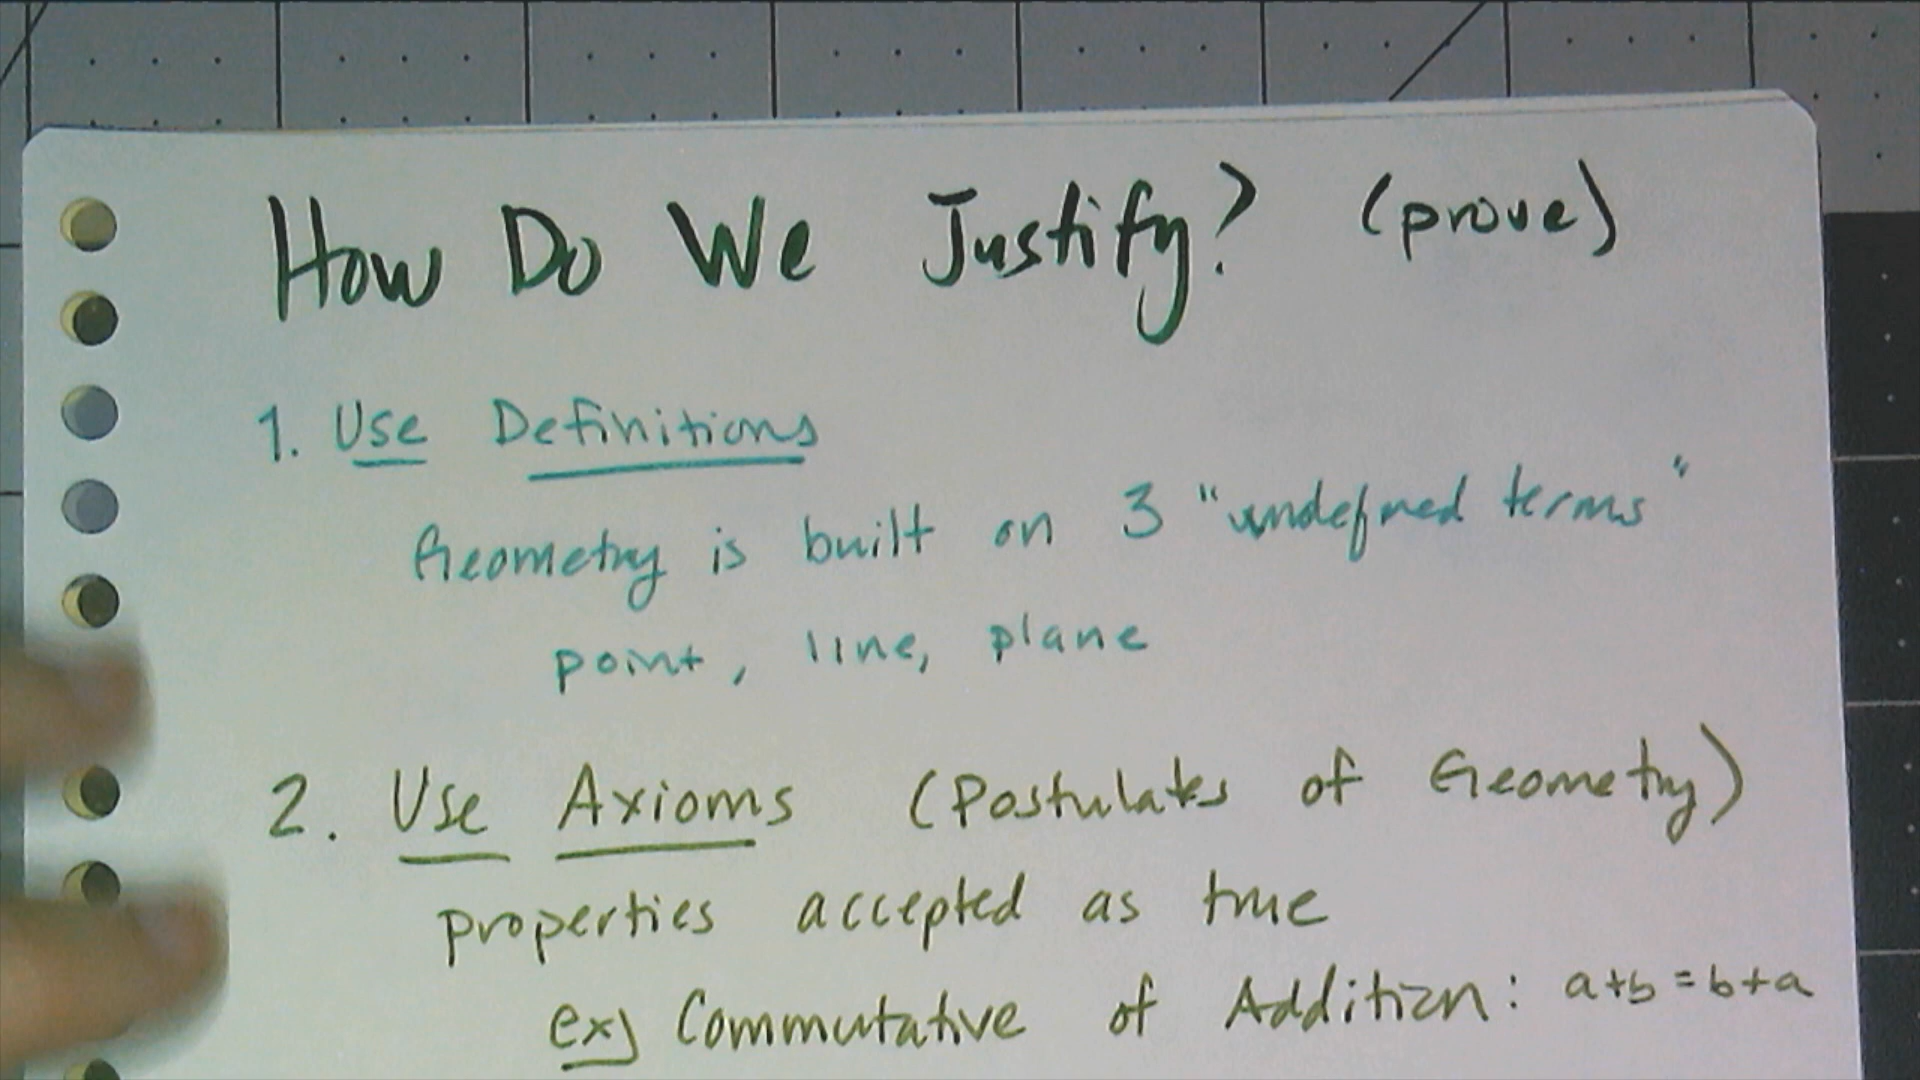 How Do We Justify? (prove)
1. Use Definitions
Geometry is built on 3 "undefined terms"
point, line, plane
2. Use Axioms (Postulates of Geometry)
properties accepted as true
ex) Commutative of Addition: a+b=b+a